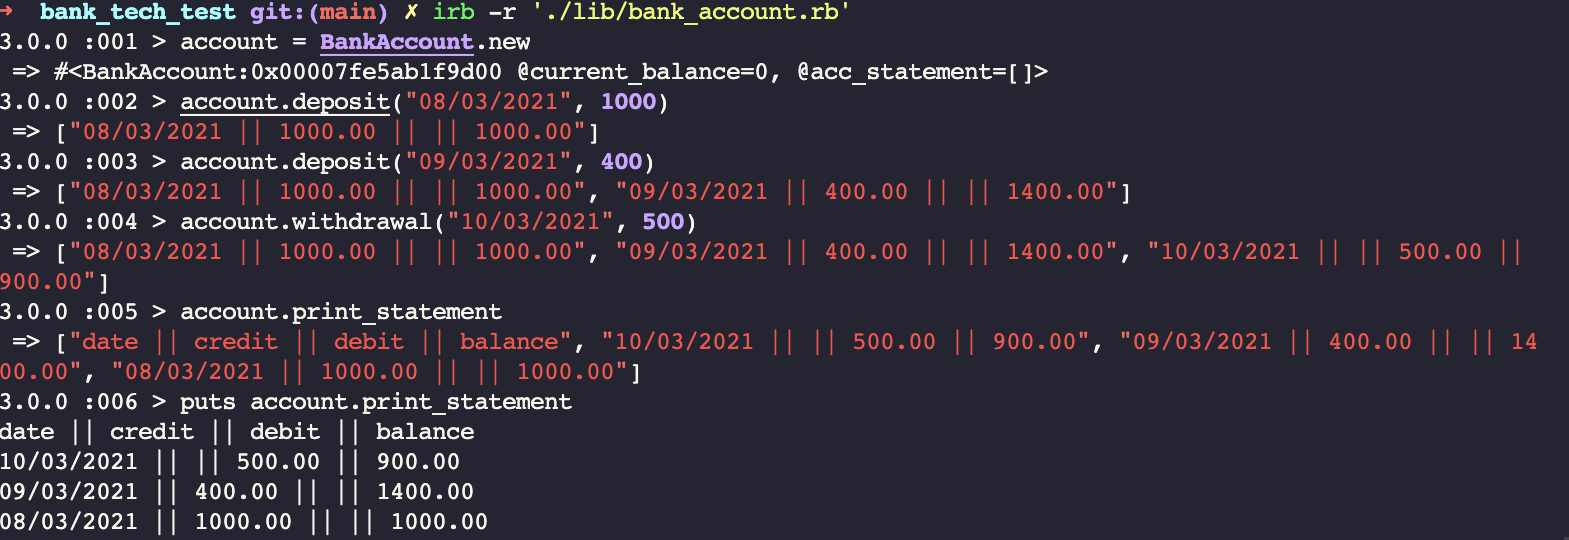 ➜  bank_tech_test git:(main) ✗ irb -r './lib/bank_account.rb'
3.0.0 :001 > account = BankAccount.new
 => #<BankAccount:0x00007fe5ab1f9d00 @current_balance=0, @acc_statement=[]>
3.0.0 :002 > account.deposit("08/03/2021", 1000)
 => ["08/03/2021 || 1000.00 || || 1000.00"]
3.0.0 :003 > account.deposit("09/03/2021", 400)
 => ["08/03/2021 || 1000.00 || || 1000.00", "09/03/2021 || 400.00 || || 1400.00"]
3.0.0 :004 > account.withdrawal("10/03/2021", 500)
 => ["08/03/2021 || 1000.00 || || 1000.00", "09/03/2021 || 400.00 || || 1400.00", "10/03/2021 || || 500.00 ||
900.00"]
3.0.0 :005 > account.print_statement
 => ["date || credit || debit || balance", "10/03/2021 || || 500.00 || 900.00", "09/03/2021 || 400.00 || || 14
00.00", "08/03/2021 || 1000.00 || || 1000.00"]
3.0.0 :006 > puts account.print_statement
date || credit || debit || balance
10/03/2021 || || 500.00 || 900.00
09/03/2021 || 400.00 || || 1400.00
08/03/2021 || 1000.00 || || 1000.00